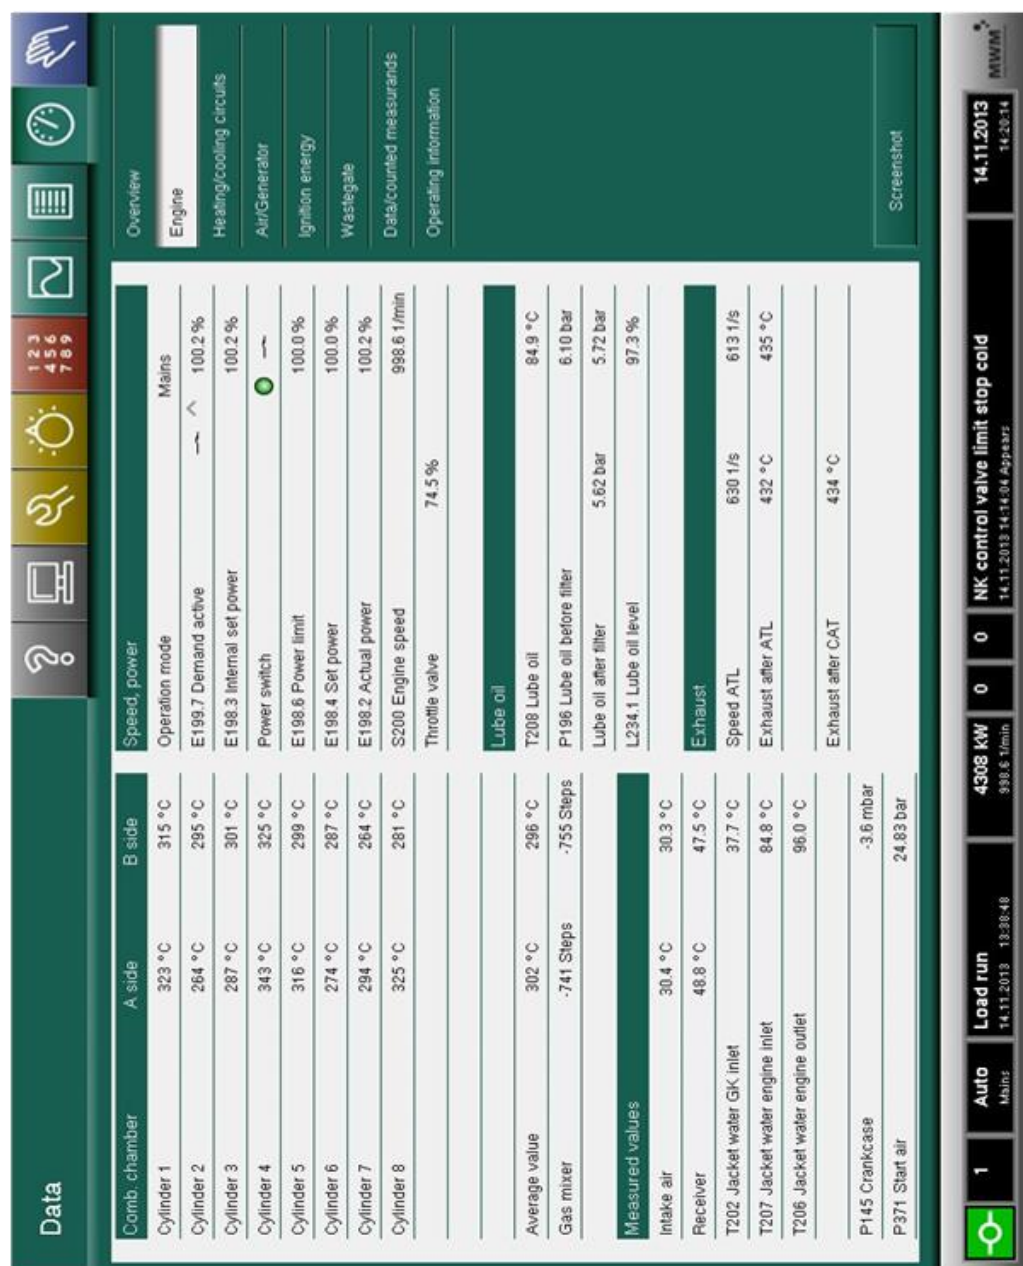 Data
?
1 2 3
4 5 6
7 8 9
A
Comb. chamber A side B side
Cylinder 1 323 °C 315 °C
Cylinder 2 264 °C 295 °C
Cylinder 3 287 °C 301 °C
Cylinder 4 343 °C 325 °C
Cylinder 5 316 °C 299 °C
Cylinder 6 274 °C 287 °C
Cylinder 7 294 °C 264 °C
Cylinder 8 325 °C 281 °C
Average value 302 °C 296 °C
Gas mixer -741 Steps -755 Steps
Measured values
Intake air 30.4 °C 30.3 °C
Receiver 48.8 °C 47.5 °C
T202 Jacket water GK inlet 37.7 °C
T207 Jacket water engine inlet 84.8 °C
T206 Jacket water engine outlet 96.0 °C
P145 Crankcase -3.6 mbar
P371 Start air 24.83 bar
Speed, power
Operation mode Mains
E199.7 Demand active 100.2 %
E198.3 Internal set power 100.2 %
Power switch
E198.6 Power limit 100.0 %
E198.4 Set power 100.0 %
E198.2 Actual power 100.2 %
S200 Engine speed 998.6 1/min
Throttle valve 74.5 %
Lube oil
T208 Lube oil 84.9 °C
P196 Lube oil before filter 6.10 bar
Lube oil after filter 5.62 bar 5.72 bar
L234.1 Lube oil level 97.3 %
Exhaust
Speed ATL 630 1/s 613 1/s
Exhaust after ATL 432 °C 435 °C
Exhaust after CAT 434 °C
Overview
Engine
Heating/cooling circuits
Air/Generator
Ignition energy
Wastegate
Data/counted measurands
Operating information
Screenshot
1
Auto
Mains
Load run
14.11.2013 13:38:48
4308 kW
998.6 1/min
0
0
NK control valve limit stop cold
14.11.2013 14:14:04 Appears
14.11.2013
14:20:14
MWM